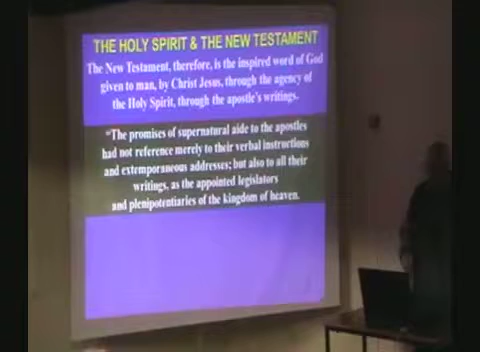 THE HOLY SPIRIT & THE NEW TESTAMENT
The New Testament, therefore, is the inspired word of God
given to man, by Christ Jesus, through the agency of
the Holy Spirit, through the apostle's writings.
"The promises of supernatural aide to the apostles
had not reference merely to their verbal instructions
and extemporaneous addresses; but also to all their
writings, as the appointed legislators
and plenipotentiaries of the kingdom of heaven.